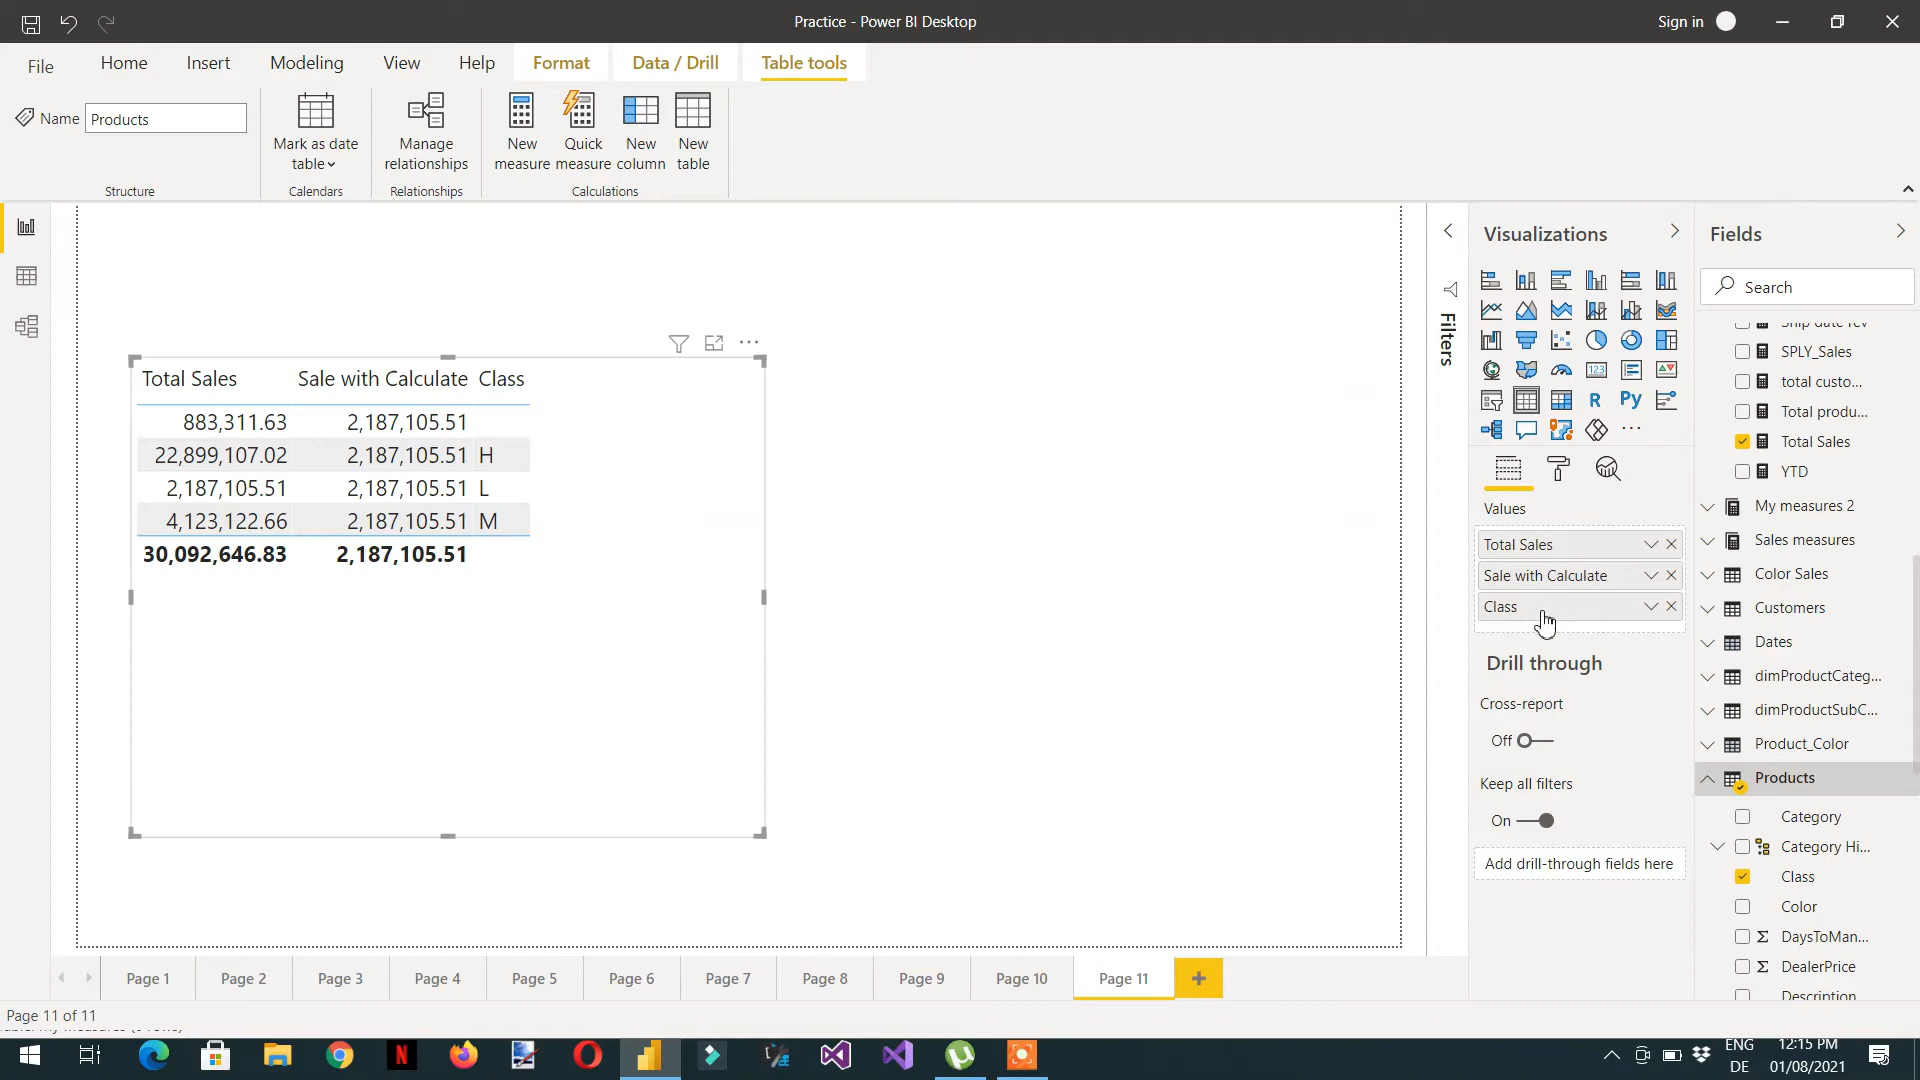 Practice - Power BI Desktop
Sign in
File
Home
Insert
Modeling
View
Help
Format
Data / Drill
Table tools
Name
Products
Mark as date
table
Manage
relationships
New
measure
Quick
measure
New
column
New
table
Structure
Calendars
Relationships
Calculations
Total Sales Sale with Calculate Class
883,311.63 2,187,105.51
22,899,107.02 2,187,105.51 H
2,187,105.51 2,187,105.51 L
4,123,122.66 2,187,105.51 M
30,092,646.83 2,187,105.51
Filters
Visualizations
123
R
Py
Values
Total Sales
Sale with Calculate
Class
Drill through
Cross-report
Off
Keep all filters
On
Add drill-through fields here
Fields
Search
Ship date rev
SPLY_Sales
total custo...
Total produ...
Total Sales
YTD
My measures 2
Sales measures
Color Sales
Customers
Dates
dimProductCateg...
dimProductSubC...
Product_Color
Products
Category
Category Hi...
Class
Color
DaysToMan...
DealerPrice
Description
Page 1
Page 2
Page 3
Page 4
Page 5
Page 6
Page 7
Page 8
Page 9
Page 10
Page 11
Page 11 of 11
ENG
DE
12:15 PM
01/08/2021